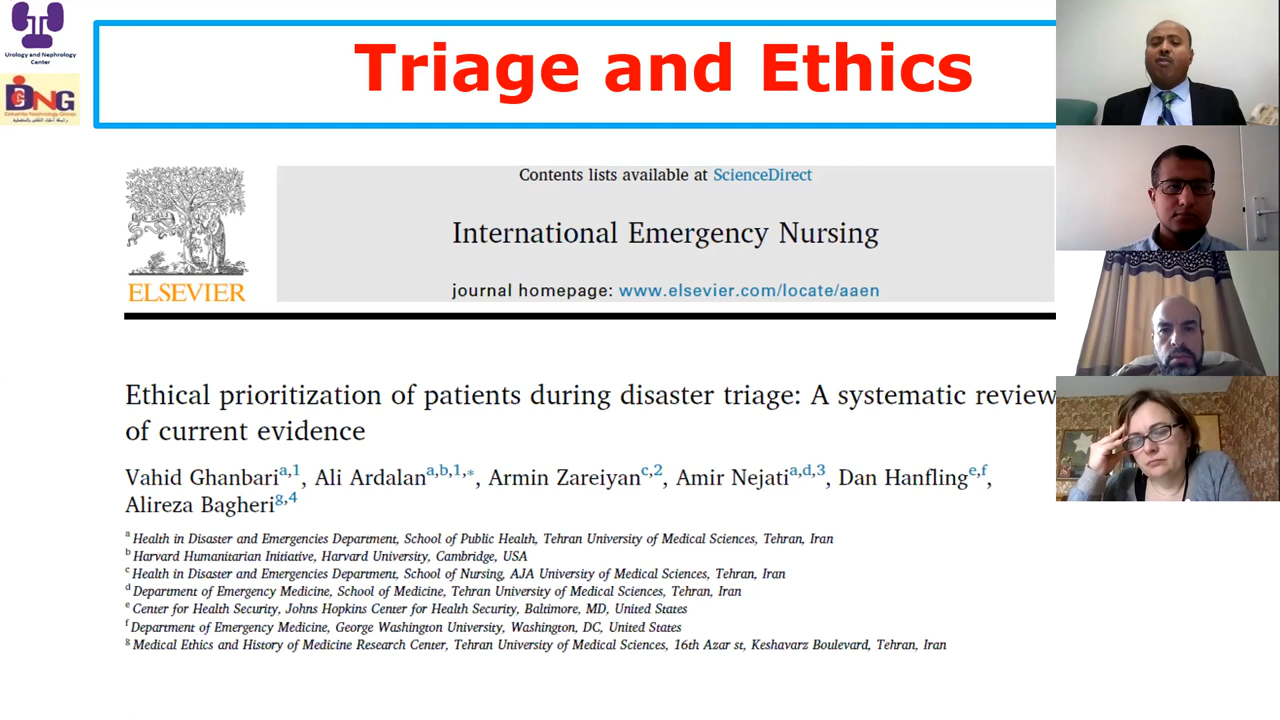 Urology and Nephrology
Center
DNG
Dakahlia Nephrology Group
Triage and Ethics
Contents lists available at ScienceDirect
International Emergency Nursing
journal homepage: www.elsevier.com/locate/aaen
ELSEVIER
Ethical prioritization of patients during disaster triage: A systematic review
of current evidence
Vahid Ghanbari a,1, Ali Ardalan a,b,1,*, Armin Zareiyan c,2, Amir Nejati a,d,3, Dan Hanfling e,f,
Alireza Bagheri g,4
a Health in Disaster and Emergencies Department, School of Public Health, Tehran University of Medical Sciences, Tehran, Iran
b Harvard Humanitarian Initiative, Harvard University, Cambridge, USA
c Health in Disaster and Emergencies Department, School of Nursing, AJA University of Medical Sciences, Tehran, Iran
d Department of Emergency Medicine, School of Medicine, Tehran University of Medical Sciences, Tehran, Iran
e Center for Health Security, Johns Hopkins Center for Health Security, Baltimore, MD, United States
f Department of Emergency Medicine, George Washington University, Washington, DC, United States
g Medical Ethics and History of Medicine Research Center, Tehran University of Medical Sciences, 16th Azar st, Keshavarz Boulevard, Tehran, Iran